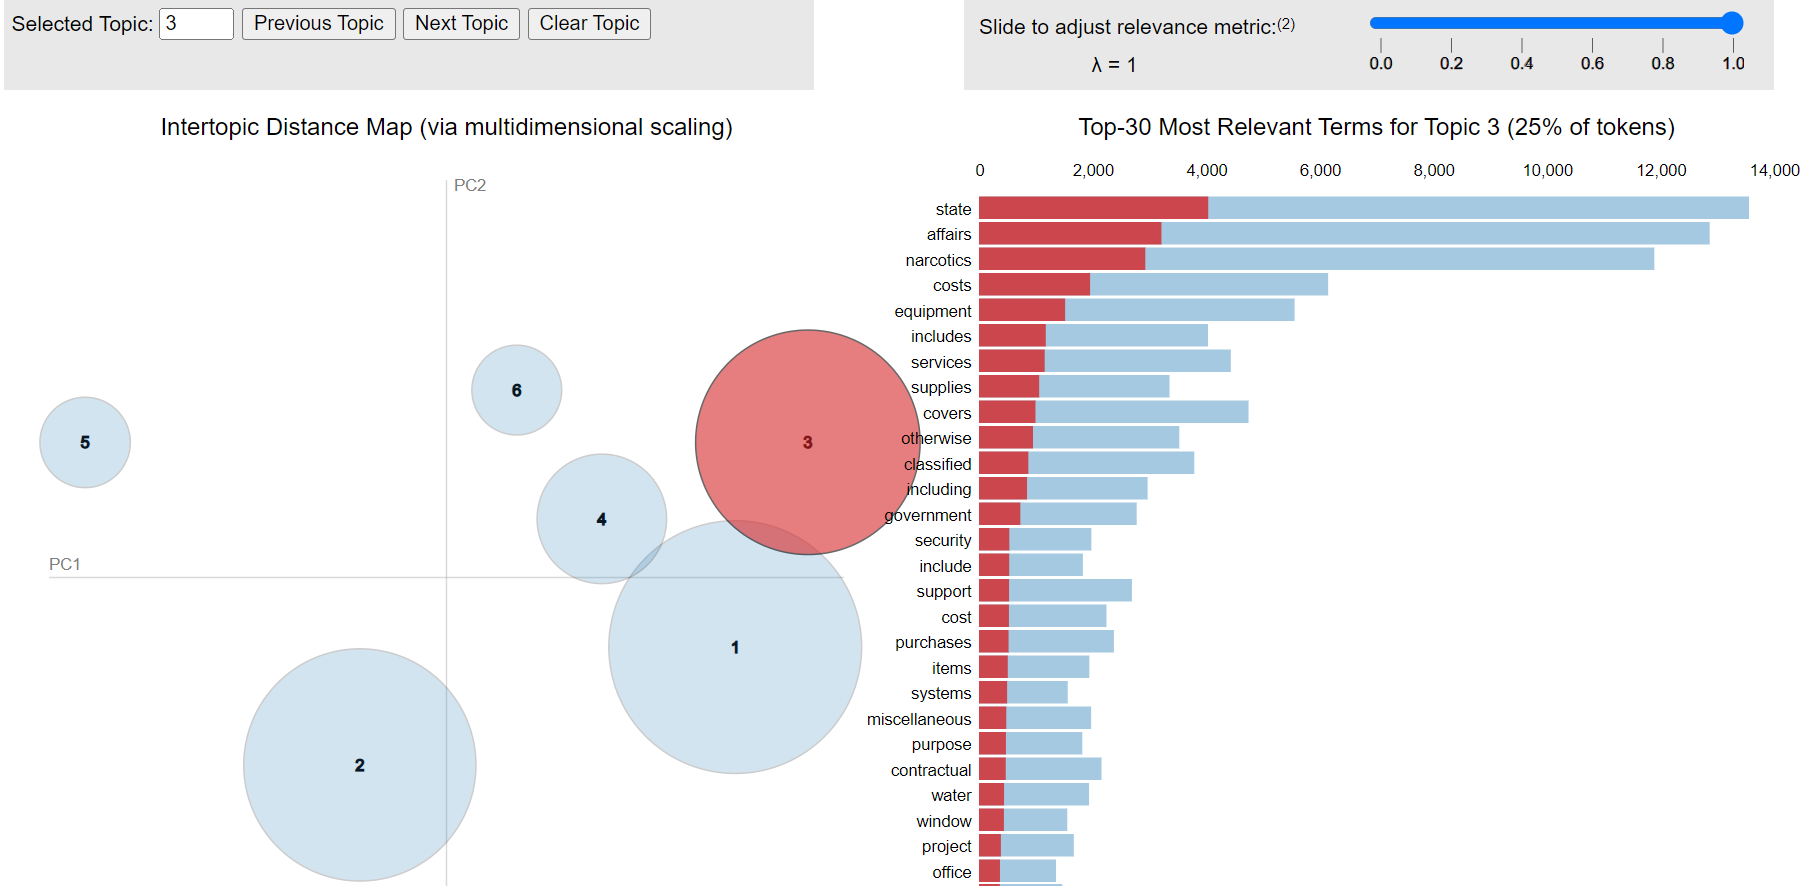 Selected Topic: 3 Previous Topic Next Topic Clear Topic
Slide to adjust relevance metric:(2)
λ = 1
0.0 0.2 0.4 0.6 0.8 1.0
Intertopic Distance Map (via multidimensional scaling)
PC2
PC1
5
6
3
4
1
2
Top-30 Most Relevant Terms for Topic 3 (25% of tokens)
0 2,000 4,000 6,000 8,000 10,000 12,000 14,000
state
affairs
narcotics
costs
equipment
includes
services
supplies
covers
otherwise
classified
including
government
security
include
support
cost
purchases
items
systems
miscellaneous
purpose
contractual
water
window
project
office